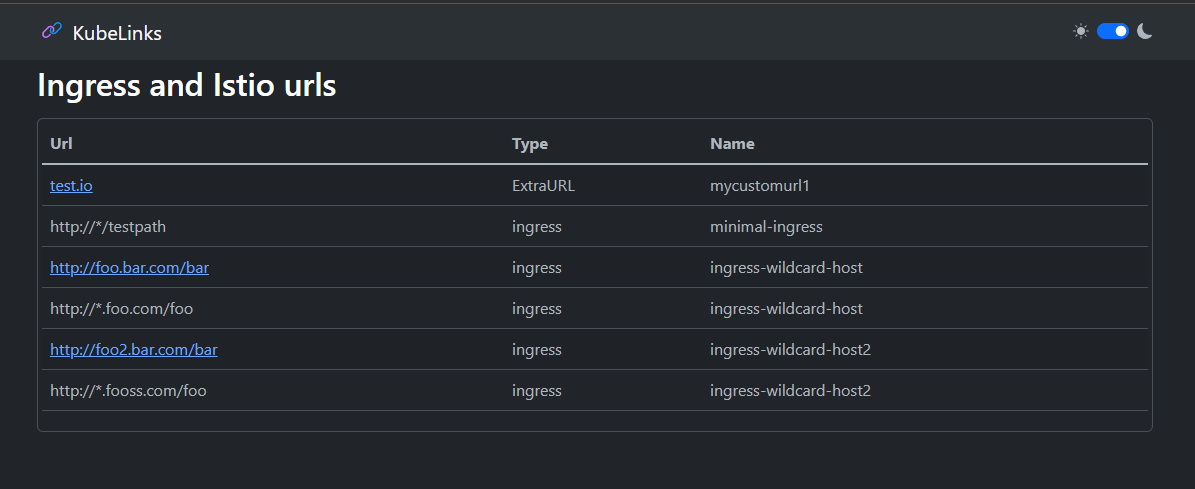 KubeLinks
Ingress and Istio urls
Url Type Name
test.io ExtraURL mycustomurl1
http://*/testpath ingress minimal-ingress
http://foo.bar.com/bar ingress ingress-wildcard-host
http://*.foo.com/foo ingress ingress-wildcard-host
http://foo2.bar.com/bar ingress ingress-wildcard-host2
http://*.fooss.com/foo ingress ingress-wildcard-host2